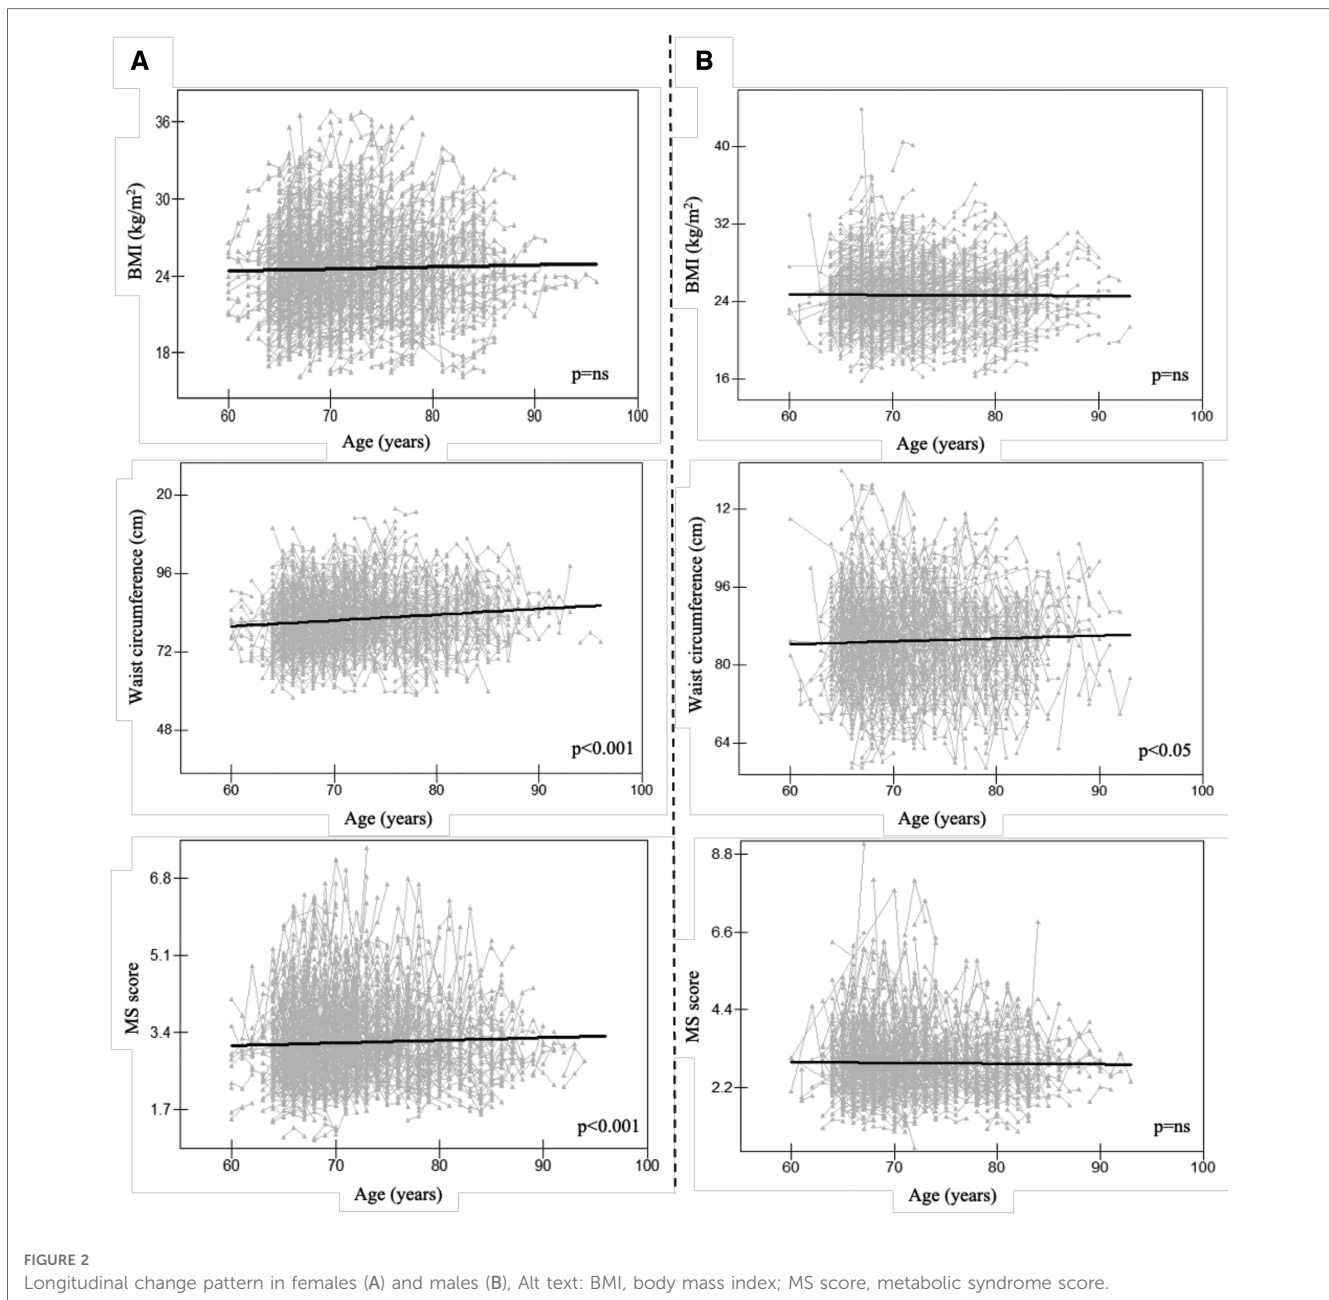 A
36
30
24
18
BMI (kg/m²)
p=ns
60 70 80 90 100
Age (years)
20
96
72
48
Waist circumference (cm)
p<0.001
60 70 80 90 100
Age (years)
6.8
5.1
3.4
1.7
MS score
p<0.001
60 70 80 90 100
Age (years)
B
40
32
24
16
BMI (kg/m²)
p=ns
60 70 80 90 100
Age (years)
12
96
80
64
Waist circumference (cm)
p<0.05
60 70 80 90 100
Age (years)
8.8
6.6
4.4
2.2
MS score
p=ns
60 70 80 90 100
Age (years)
FIGURE 2
Longitudinal change pattern in females (A) and males (B), Alt text: BMI, body mass index; MS score, metabolic syndrome score.